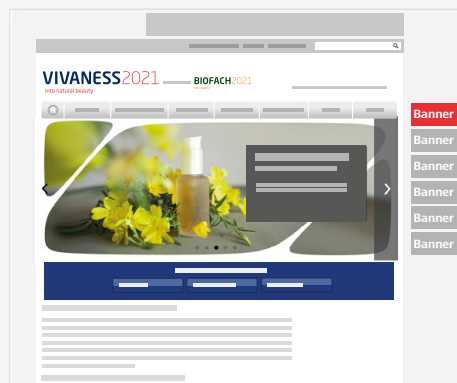 VIVANESS2021
into natural beauty
BIOFACH2021
Banner
Banner
Banner
Banner
Banner
Banner